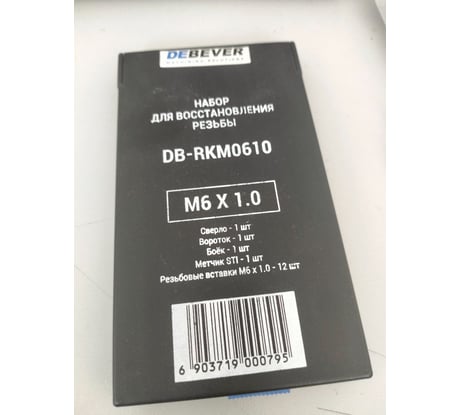 DEBEVER
НАБОР
ДЛЯ ВОССТАНОВЛЕНИЯ
РЕЗЬБЫ
DB-RKM0610
M6 X 1.0
Сверло - 1 шт
Вороток - 1 шт
Боёк - 1 шт
Метчик STI - 1 шт
Резьбовые вставки М6 х 1.0 - 12 шт
6 903719 000795